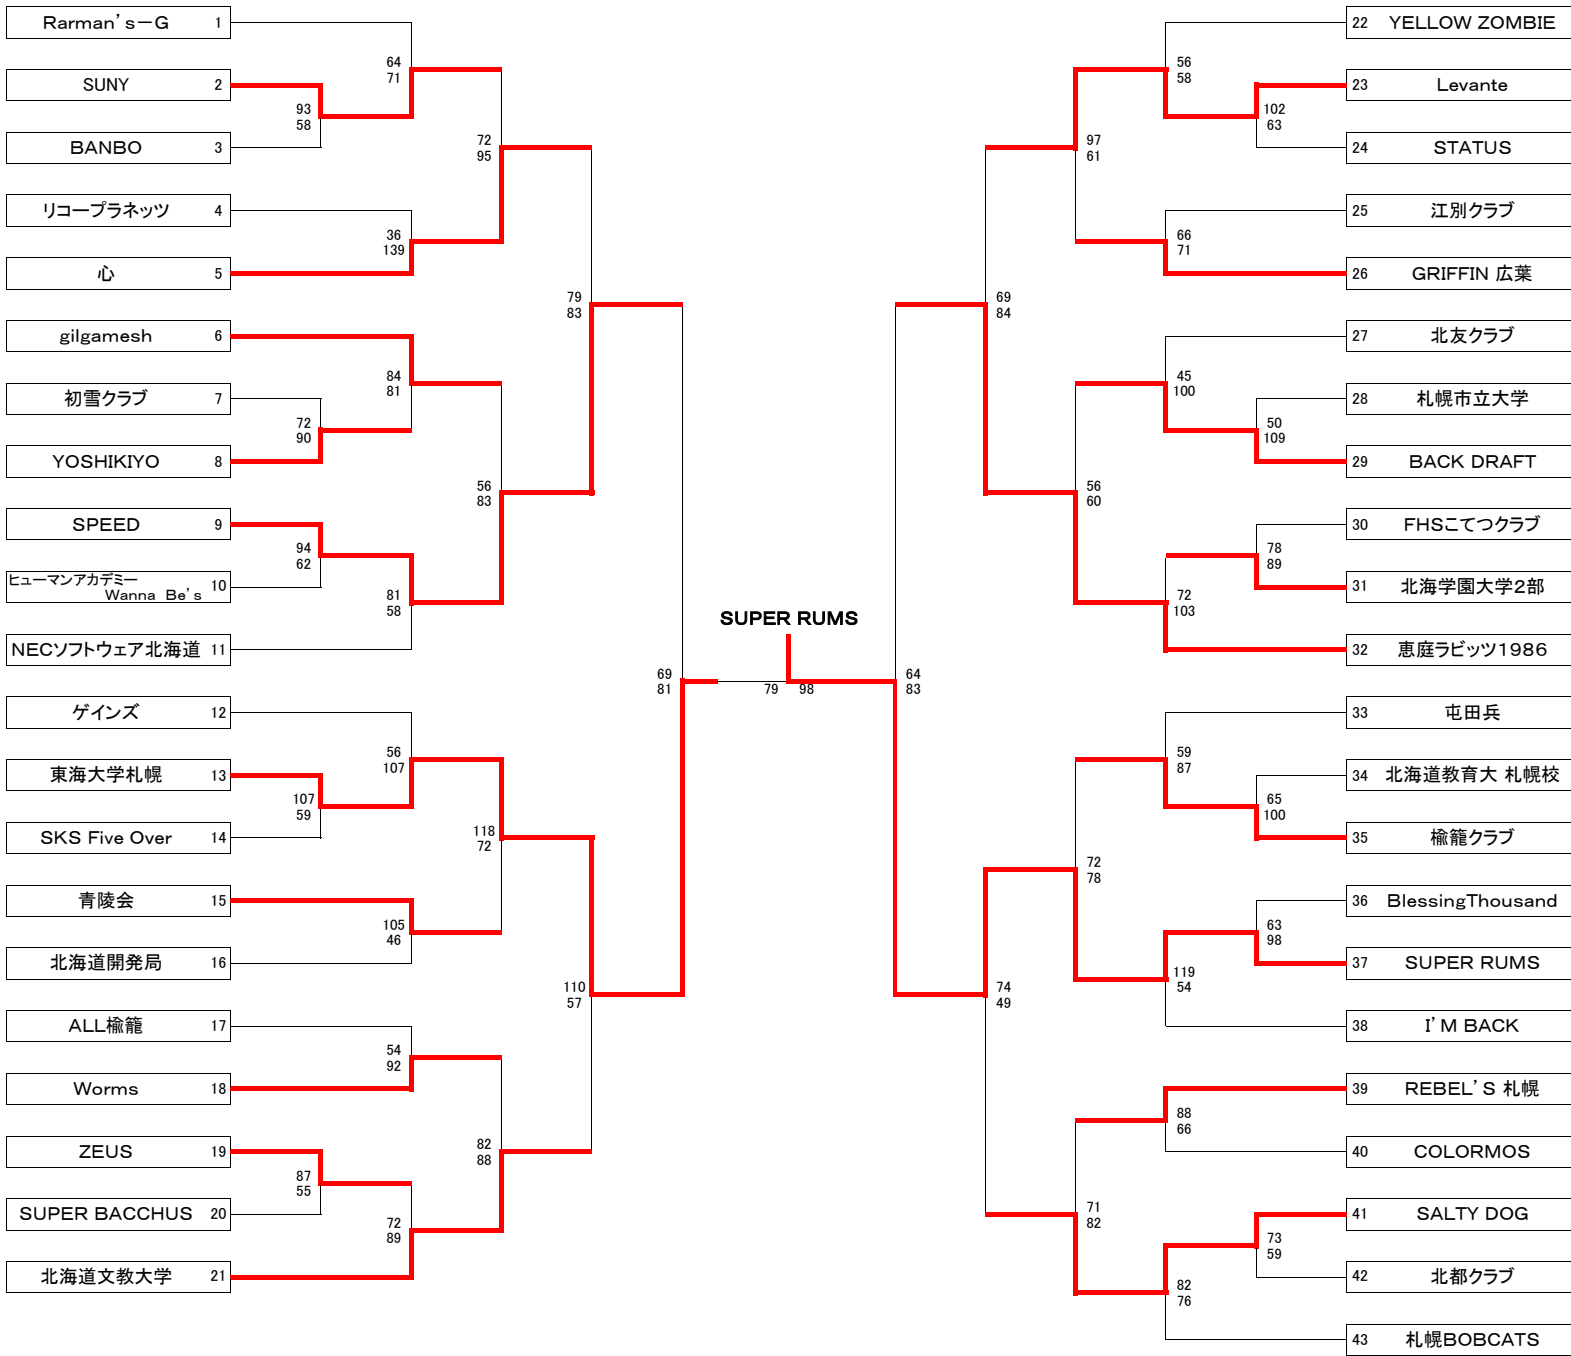 Rarman’s－G 1
SUNY 2
BANBO 3
リコープラネッツ 4
心 5
gilgamesh 6
初雪クラブ 7
YOSHIKIYO 8
SPEED 9
ヒューマンアカデミー
Wanna Be’s 10
NECソフトウェア北海道 11
ゲインズ 12
東海大学札幌 13
SKS Five Over 14
青陵会 15
北海道開発局 16
ALL楡籠 17
Worms 18
ZEUS 19
SUPER BACCHUS 20
北海道文教大学 21
93
58
72
90
94
62
107
59
87
55
64
71
36
139
84
81
81
58
56
107
105
46
54
92
72
89
72
95
56
83
118
72
82
88
79
83
110
57
69
81
SUPER RUMS
79 98
64
83
69
84
74
49
97
61
56
60
72
78
71
82
56
58
66
71
45
100
72
103
59
87
119
54
88
66
82
76
102
63
50
109
78
89
65
100
63
98
73
59
22 YELLOW ZOMBIE
23 Levante
24 STATUS
25 江別クラブ
26 GRIFFIN 広葉
27 北友クラブ
28 札幌市立大学
29 BACK DRAFT
30 FHSこてつクラブ
31 北海学園大学2部
32 恵庭ラビッツ1986
33 屯田兵
34 北海道教育大 札幌校
35 楡籠クラブ
36 BlessingThousand
37 SUPER RUMS
38 I’M BACK
39 REBEL’S 札幌
40 COLORMOS
41 SALTY DOG
42 北都クラブ
43 札幌BOBCATS